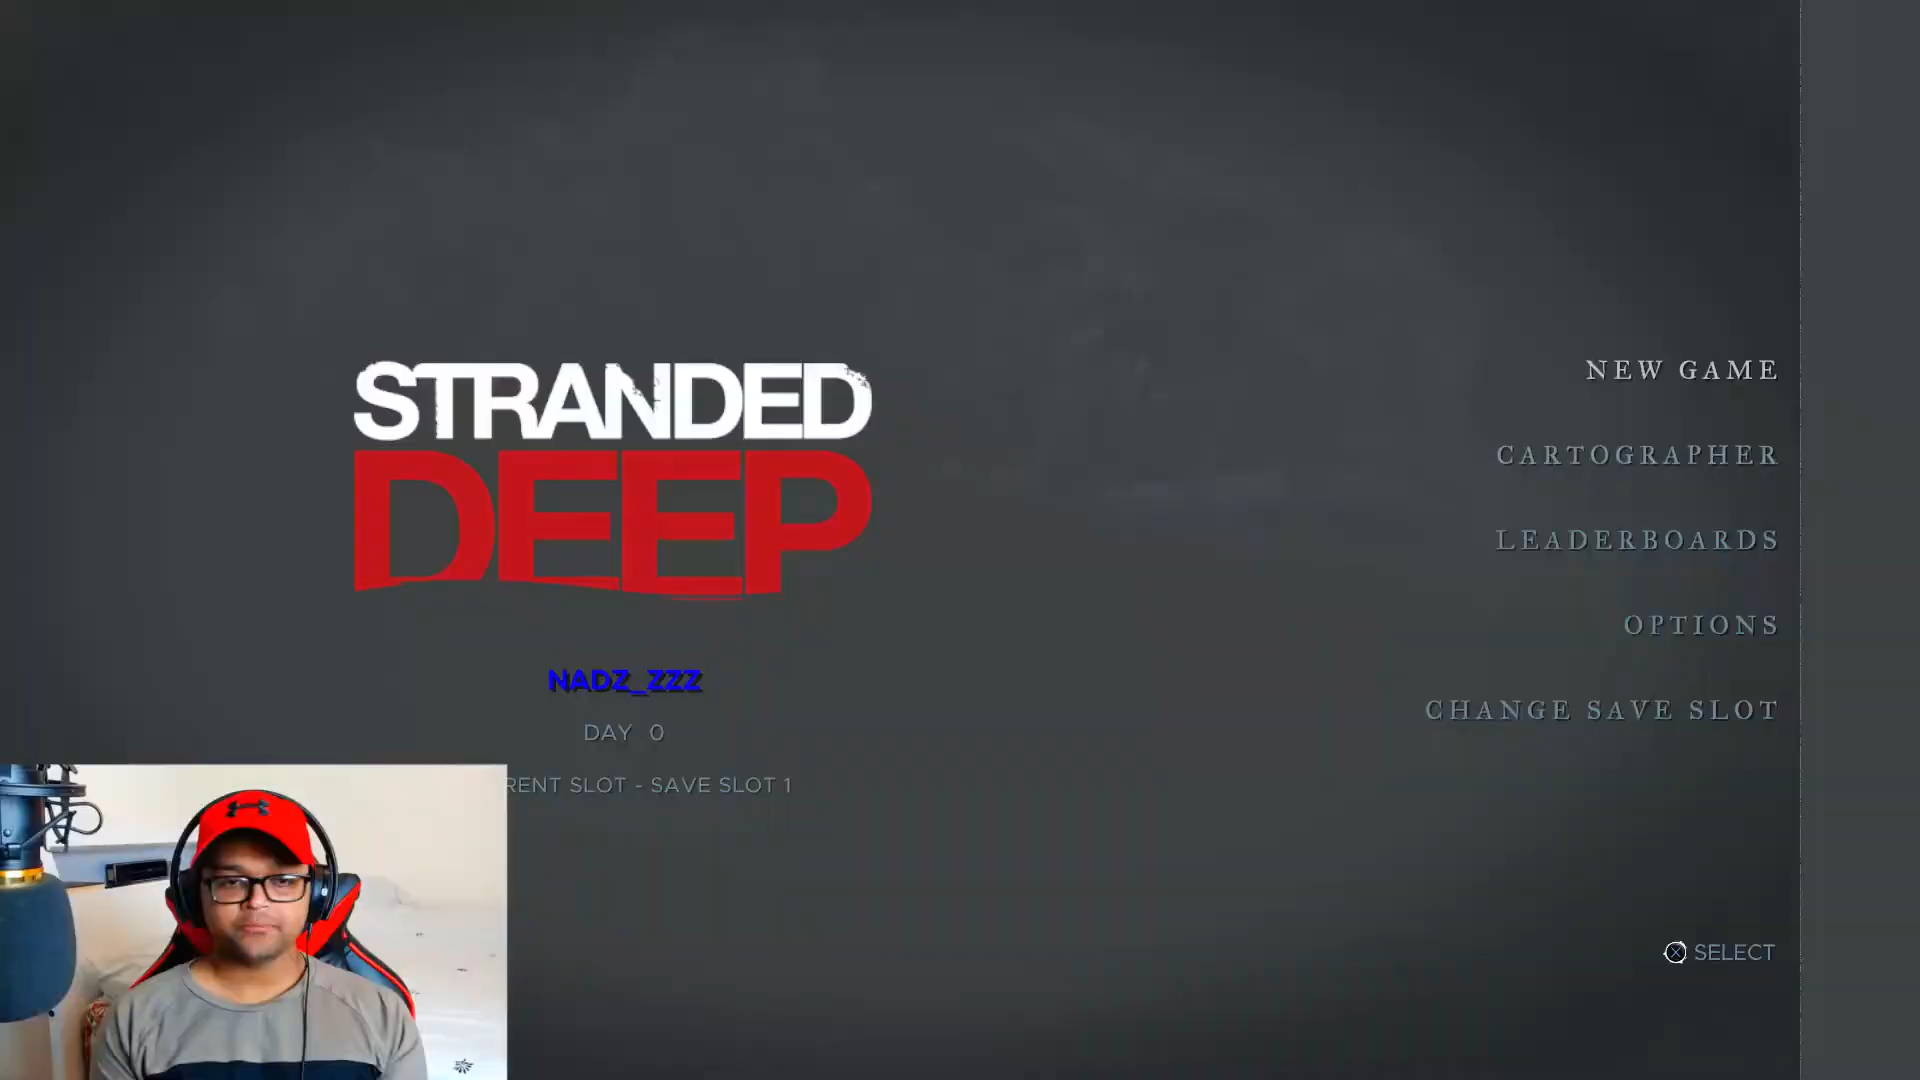 STRANDED
DEEP
NADZ_ZZZ
DAY 0
RENT SLOT - SAVE SLOT 1
NEW GAME
CARTOGRAPHER
LEADERBOARDS
OPTIONS
CHANGE SAVE SLOT
SELECT